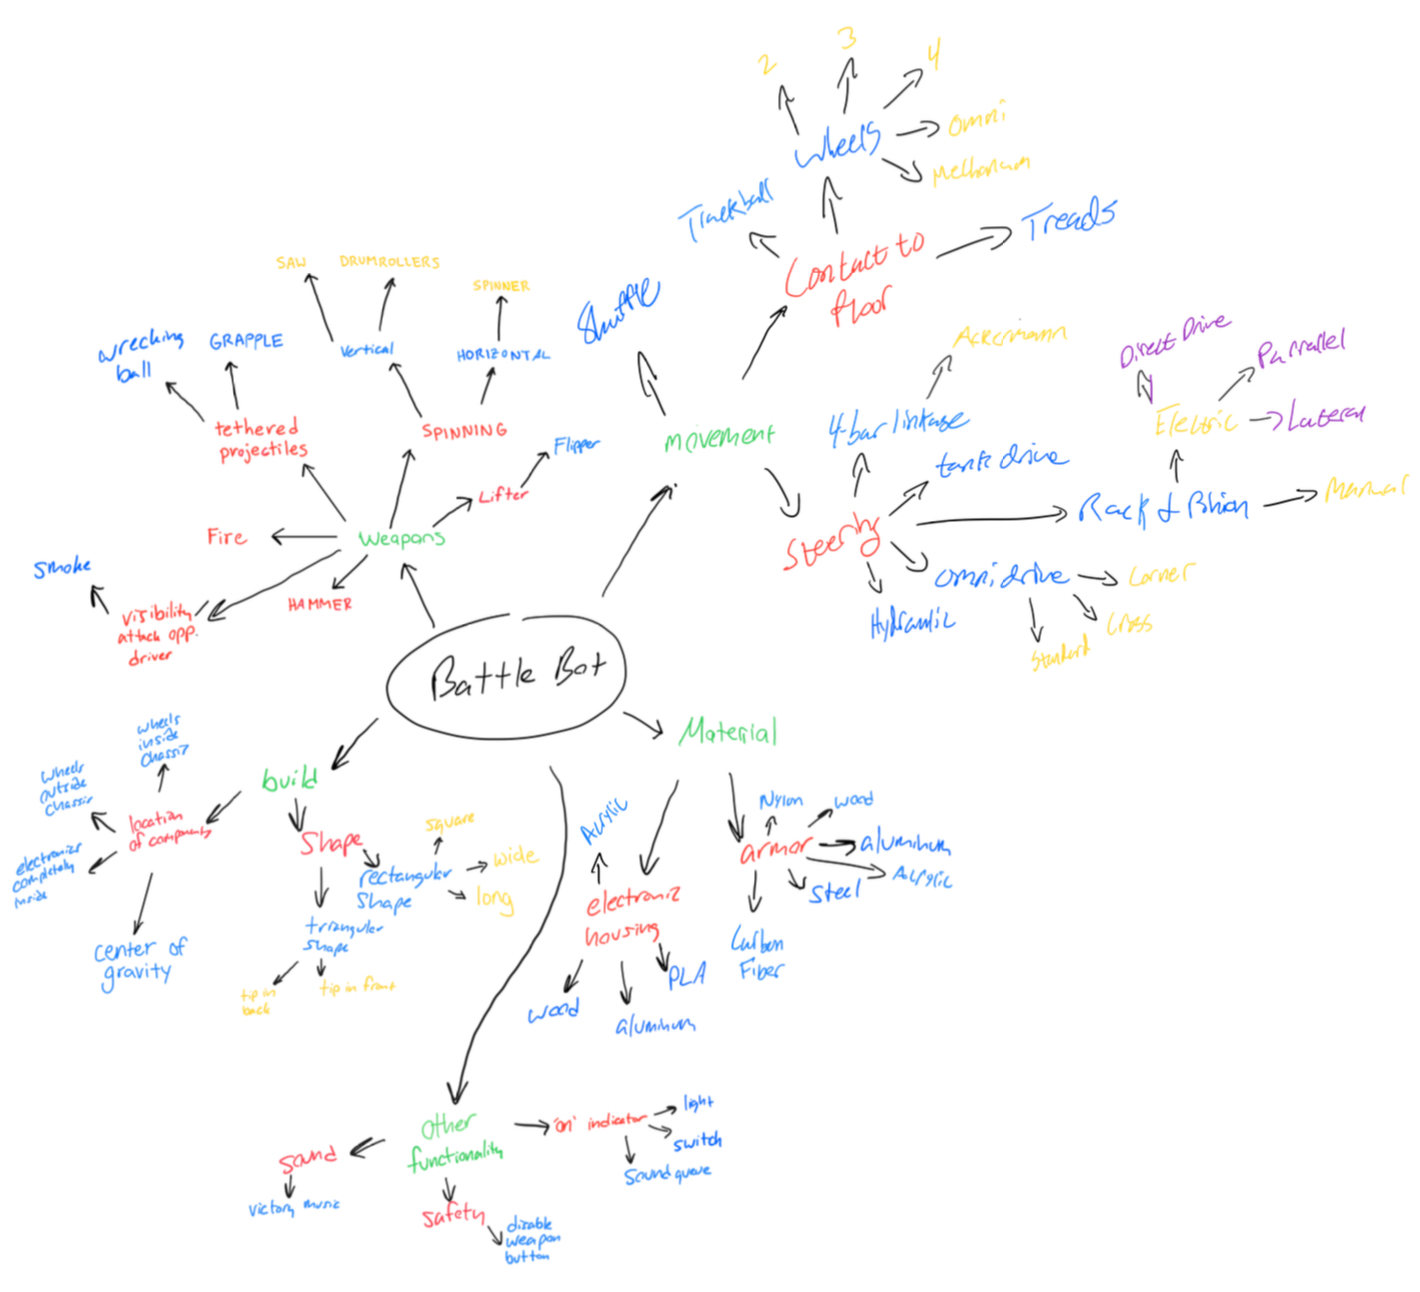 2
3
4
Omni
Mechanum
Wheels
Trackball
Treads
Contact to
floor
Shuffle
SAW
DRUMROLLERS
SPINNER
wrecking
ball
GRAPPLE
Vertical
HORIZONTAL
tethered
projectiles
SPINNING
Flipper
Lifter
Fire
Weapons
HAMMER
Smoke
visibility
attack opp.
driver
movement
Ackermann
4-bar linkage
tank drive
Direct Drive
Parrallel
Electric
Lateral
Steering
Rack &
Manual
Omni drive
Corner
Cross
Standard
Hydraulic
Battle Bot
Material
build
wheels
inside
chassis
wheels
outside
chassis
location
of components
electronics
completely
inside
center of
gravity
Shape
square
rectangular
shape
wide
long
triangular
shape
tip in
back
tip in front
Acrylic
electronic
housing
wood
aluminum
PLA
Nylon
wood
armor
aluminum
Acrylic
Steel
Carbon
Fiber
other
functionality
"on" indicator
light
switch
Sound queue
sound
victory music
safety
disable
weapon
button